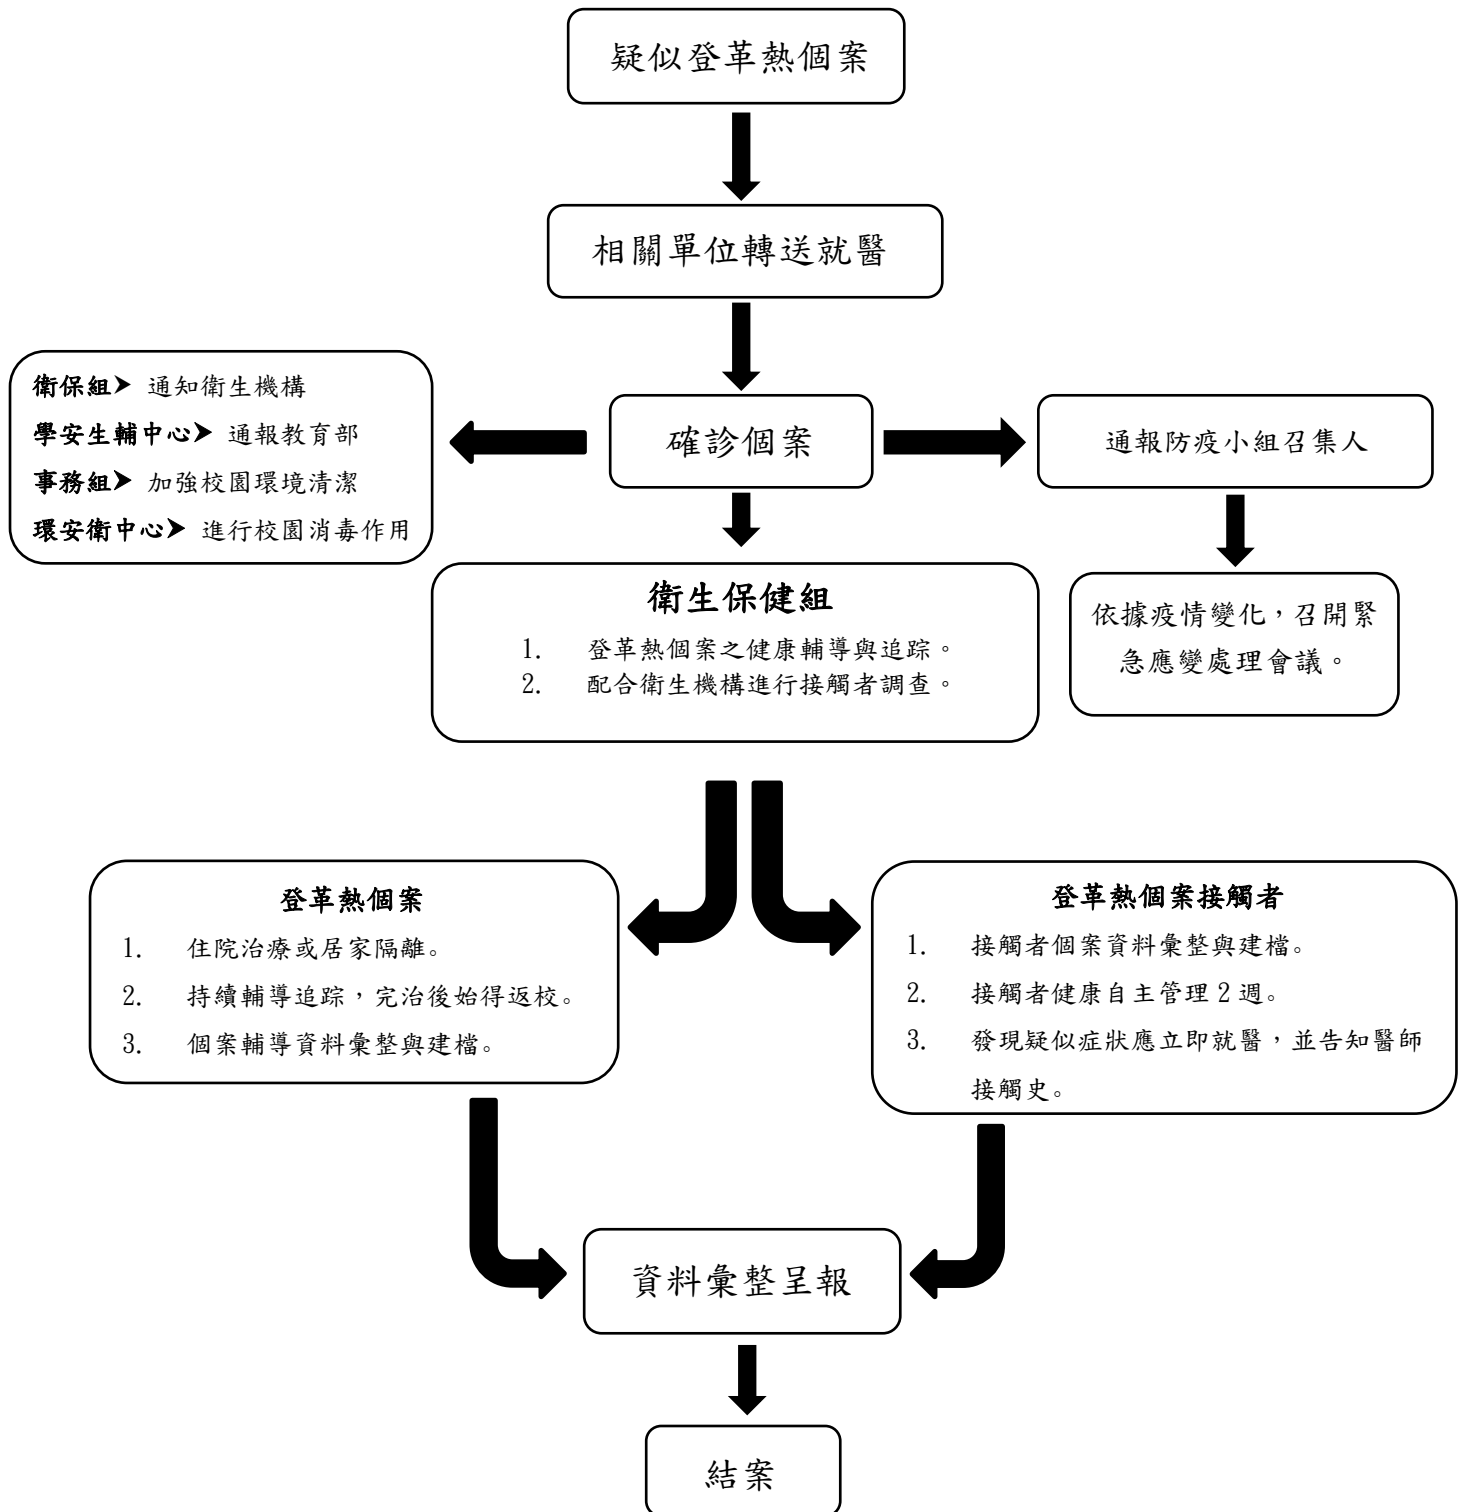 疑似登革熱個案
相關單位轉送就醫
衛保組➤ 通知衛生機構
學安生輔中心➤ 通報教育部
事務組➤ 加強校園環境清潔
環安衛中心➤ 進行校園消毒作用
確診個案
通報防疫小組召集人
依據疫情變化，召開緊
急應變處理會議。
衛生保健組
1. 登革熱個案之健康輔導與追踪。
2. 配合衛生機構進行接觸者調查。
登革熱個案
1. 住院治療或居家隔離。
2. 持續輔導追踪，完治後始得返校。
3. 個案輔導資料彙整與建檔。
登革熱個案接觸者
1. 接觸者個案資料彙整與建檔。
2. 接觸者健康自主管理 2 週。
3. 發現疑似症狀應立即就醫，並告知醫師
接觸史。
資料彙整呈報
結案